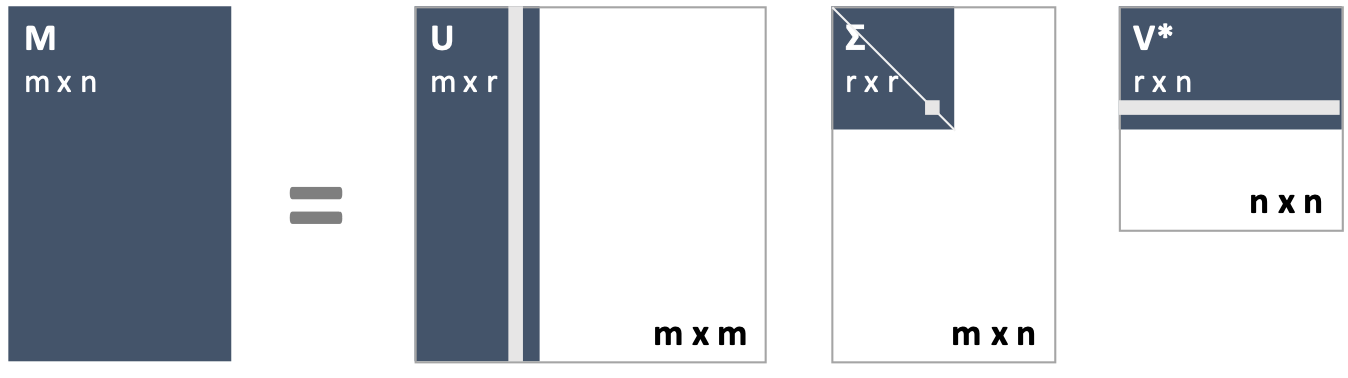 M
m x n
=
U
m x r
m x m
Σ
r x r
m x n
V*
r x n
n x n